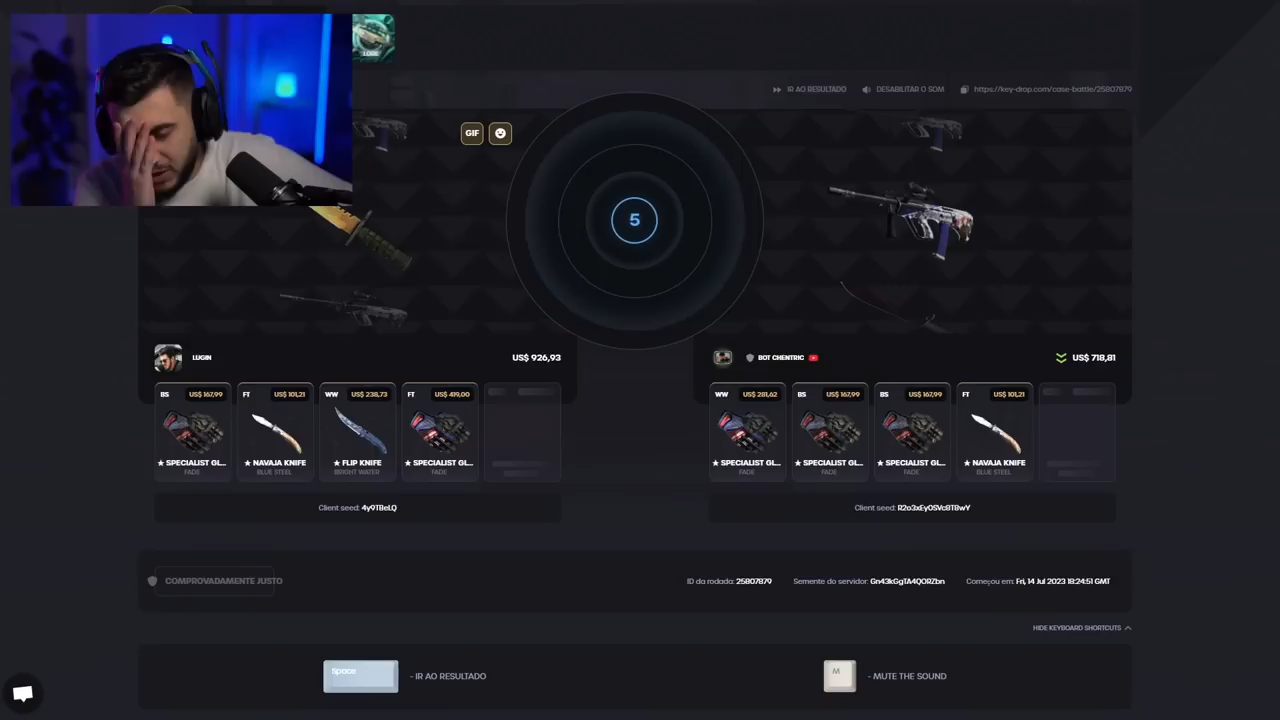 LORE
IR AO RESULTADO
DESABILITAR O SOM
https://key-drop.com/case-battle/25807879
GIF
5
LUGIN
US$ 926,93
BOT CHENTRIC
US$ 718,81
BS US$ 167,99
FT US$ 101,21
WW US$ 238,73
FT US$ 419,00
WW US$ 281,62
BS US$ 167,99
BS US$ 167,99
FT US$ 101,21
★ SPECIALIST GL...
★ NAVAJA KNIFE
★ FLIP KNIFE
★ SPECIALIST GL...
★ SPECIALIST GL...
★ SPECIALIST GL...
★ SPECIALIST GL...
★ NAVAJA KNIFE
FADE
BLUE STEEL
BRIGHT WATER
FADE
FADE
FADE
FADE
BLUE STEEL
Client seed: 4y9TBeLQ
Client seed: R2o3xEy0SVcBTBwY
COMPROVADAMENTE JUSTO
ID da rodada: 25807879
Semente do servidor: Gn43kGgTA4QORZbn
Começou em: Fri, 14 Jul 2023 18:24:51 GMT
HIDE KEYBOARD SHORTCUTS
Space
- IR AO RESULTADO
M
- MUTE THE SOUND